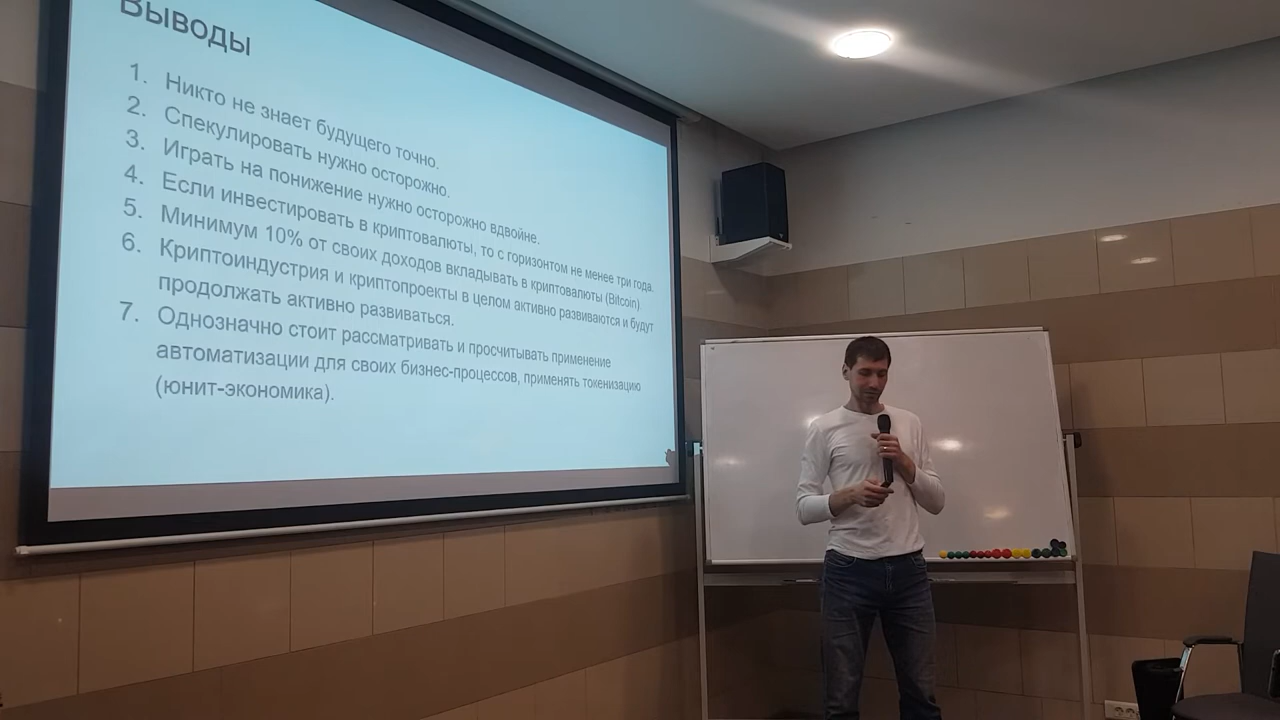 Выводы
1. Никто не знает будущего точно.
2. Спекулировать нужно осторожно.
3. Играть на понижение нужно осторожно вдвойне.
4. Если инвестировать в криптовалюты, то с горизонтом не менее три года.
5. Минимум 10% от своих доходов вкладывать в криптовалюты (Bitcoin)
6. Криптоиндустрия и криптопроекты в целом активно развиваются и будут
продолжать активно развиваться.
7. Однозначно стоит рассматривать и просчитывать применение
автоматизации для своих бизнес-процессов, применять токенизацию
(юнит-экономика).